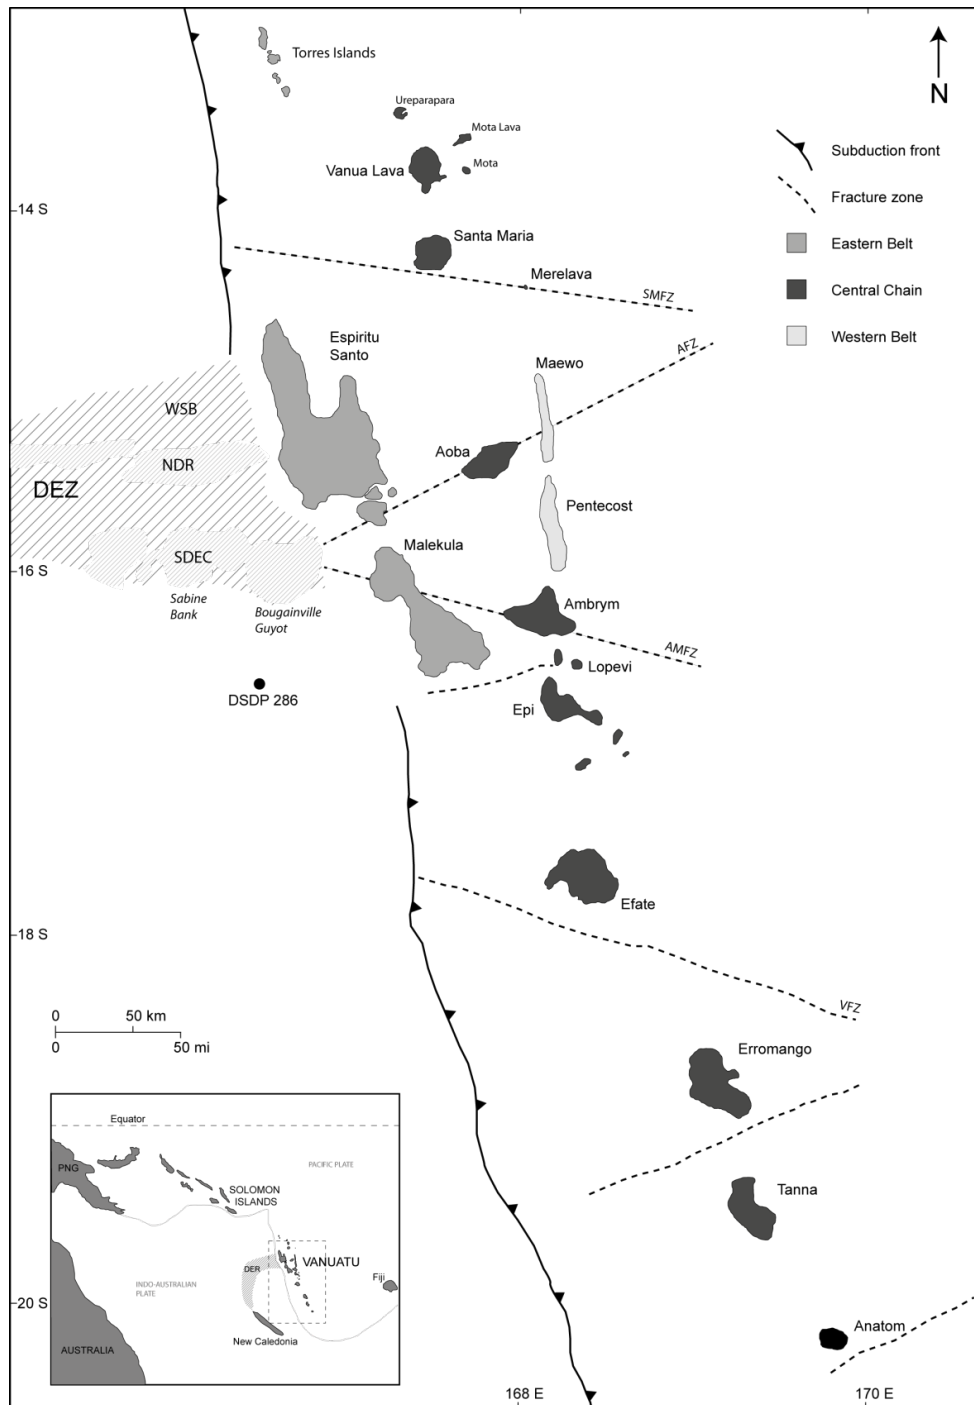 Torres Islands
N
Ureparapara
Mota Lava
Vanua Lava
Mota
Subduction front
Fracture zone
14 S
Santa Maria
Eastern Belt
Merelava
SMFZ
Central Chain
Espiritu
Santo
Western Belt
AFZ
Maewo
WSB
Aoba
NDR
DEZ
Pentecost
Malekula
SDEC
16 S
Sabine
Bank
Bougainville
Guyot
Ambrym
AMFZ
Lopevi
DSDP 286
Epi
Efate
18 S
VFZ
0 50 km
0 50 mi
Erromango
Equator
PACIFIC PLATE
PNG
SOLOMON
ISLANDS
Tanna
VANUATU
DER
Fiji
INDO-AUSTRALIAN
PLATE
20 S
New Caledonia
AUSTRALIA
Anatom
168 E
170 E